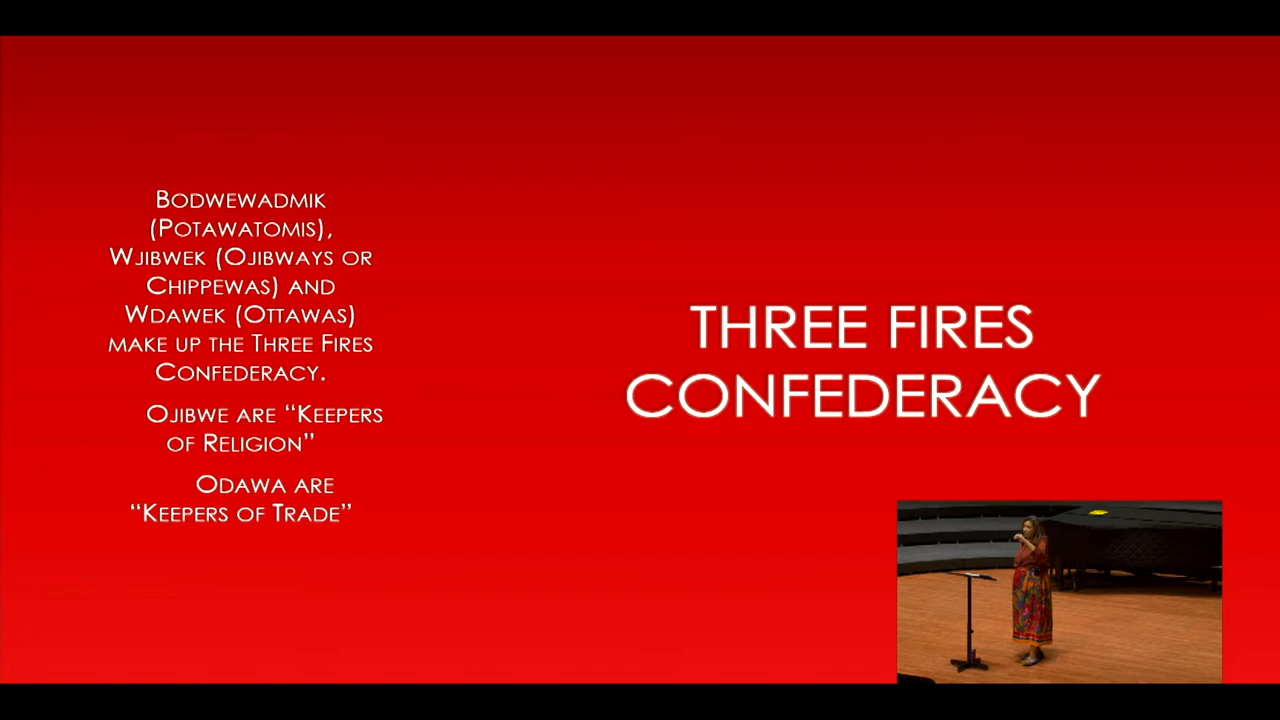 Bodwewadmik
(Potawatomis),
Wjibwek (Ojibways or
Chippewas) and
Wdawek (Ottawas)
make up the Three Fires
Confederacy.
Ojibwe are “Keepers
of Religion”
Odawa are
“Keepers of Trade”
THREE FIRES
CONFEDERACY